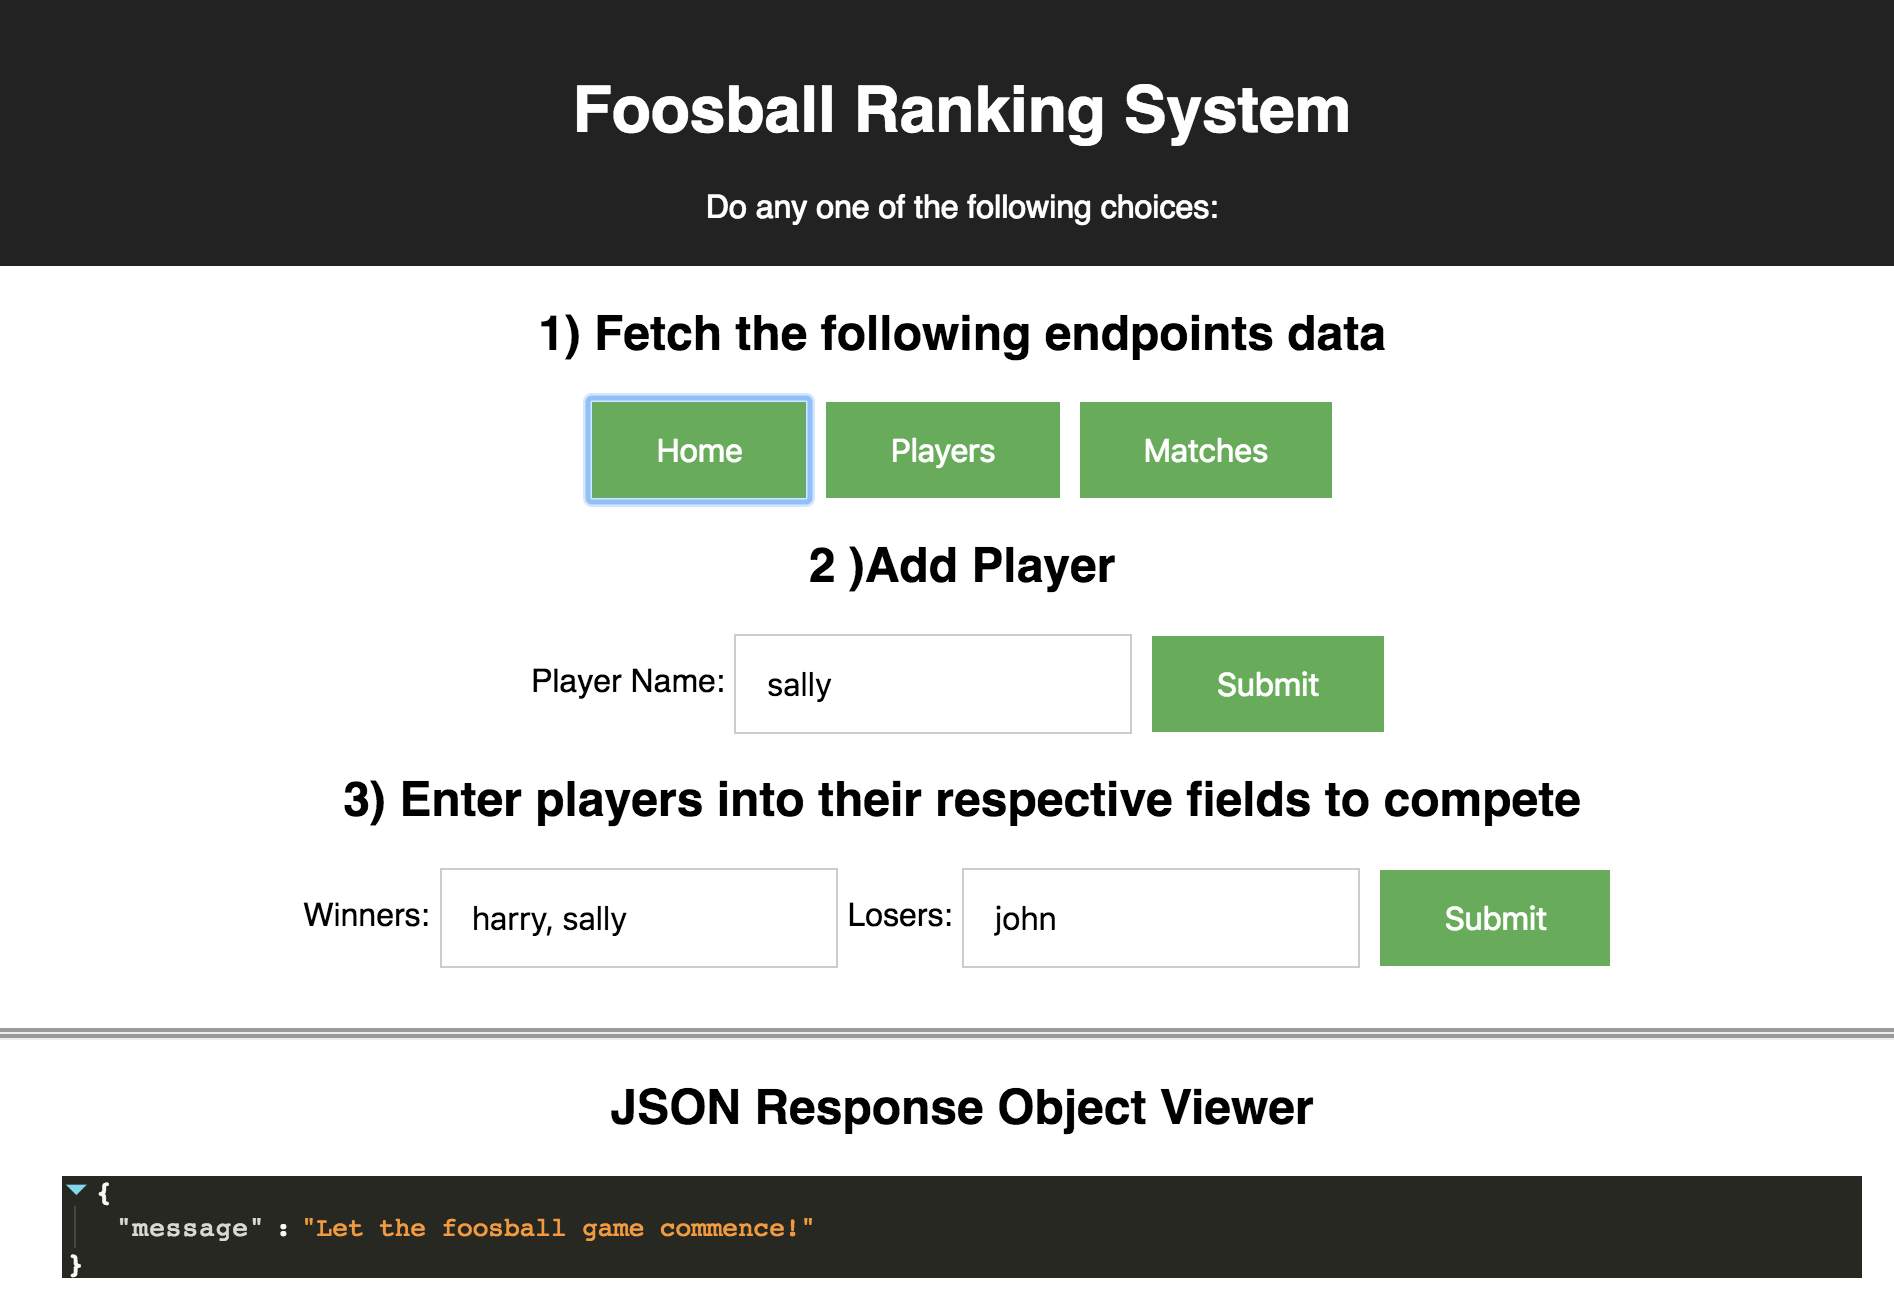 Foosball Ranking System
Do any one of the following choices:
1) Fetch the following endpoints data
Home Players Matches
2 )Add Player
Player Name: sally Submit
3) Enter players into their respective fields to compete
Winners: harry, sally Losers: john Submit
JSON Response Object Viewer
{
"message" : "Let the foosball game commence!"
}